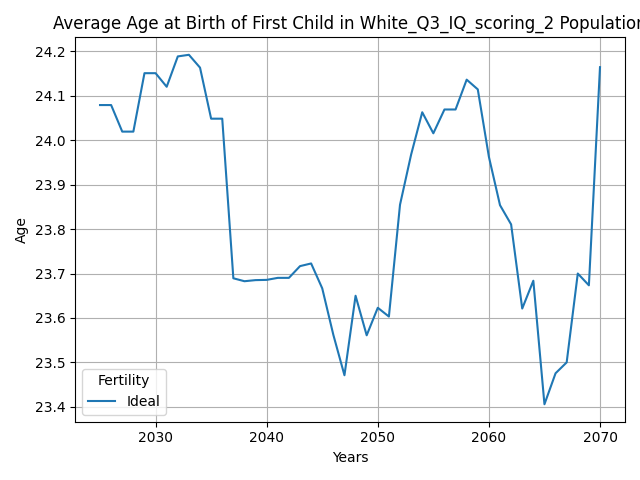 Average Age at Birth of First Child in White_Q3_IQ_scoring_2 Population
24.2
24.1
24.0
23.9
23.8
23.7
23.6
23.5
23.4
Age
Fertility
Ideal
2030 2040 2050 2060 2070
Years